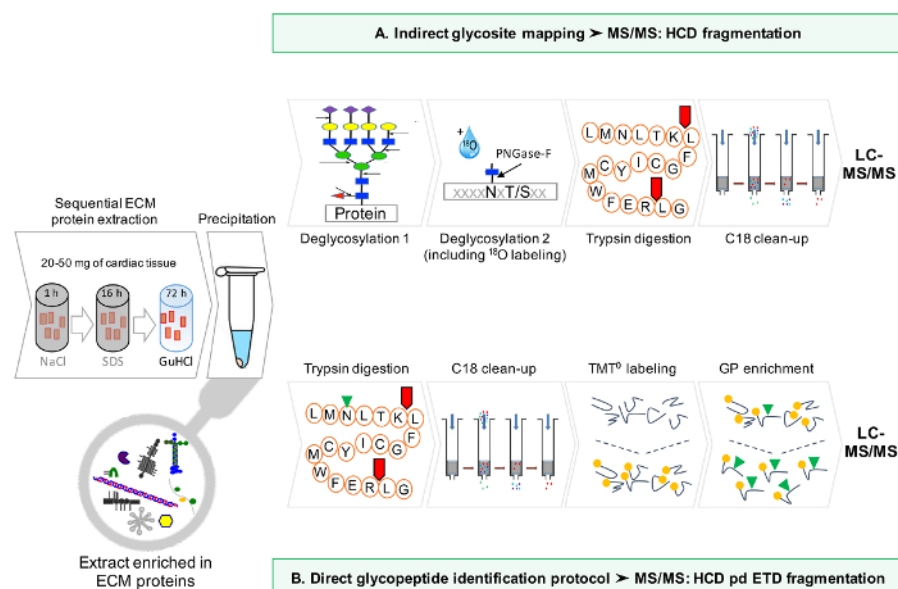 A. Indirect glycosite mapping ➤ MS/MS: HCD fragmentation
Sequential ECM
protein extraction
Precipitation
20-50 mg of cardiac tissue
1 h
16 h
72 h
NaCl
SDS
GuHCl
Protein
Deglycosylation 1
+
18O
PNGase-F
xxxxNxT/Sxx
Deglycosylation 2
(including 18O labeling)
L M N L T K L
F
M C Y I C G
W
F E R L G
Trypsin digestion
C18 clean-up
LC-
MS/MS
Trypsin digestion
L M N L T K L
F
M C Y I C G
W
F E R L G
C18 clean-up
TMT⁰ labeling
GP enrichment
LC-
MS/MS
Extract enriched in
ECM proteins
B. Direct glycopeptide identification protocol ➤ MS/MS: HCD pd ETD fragmentation